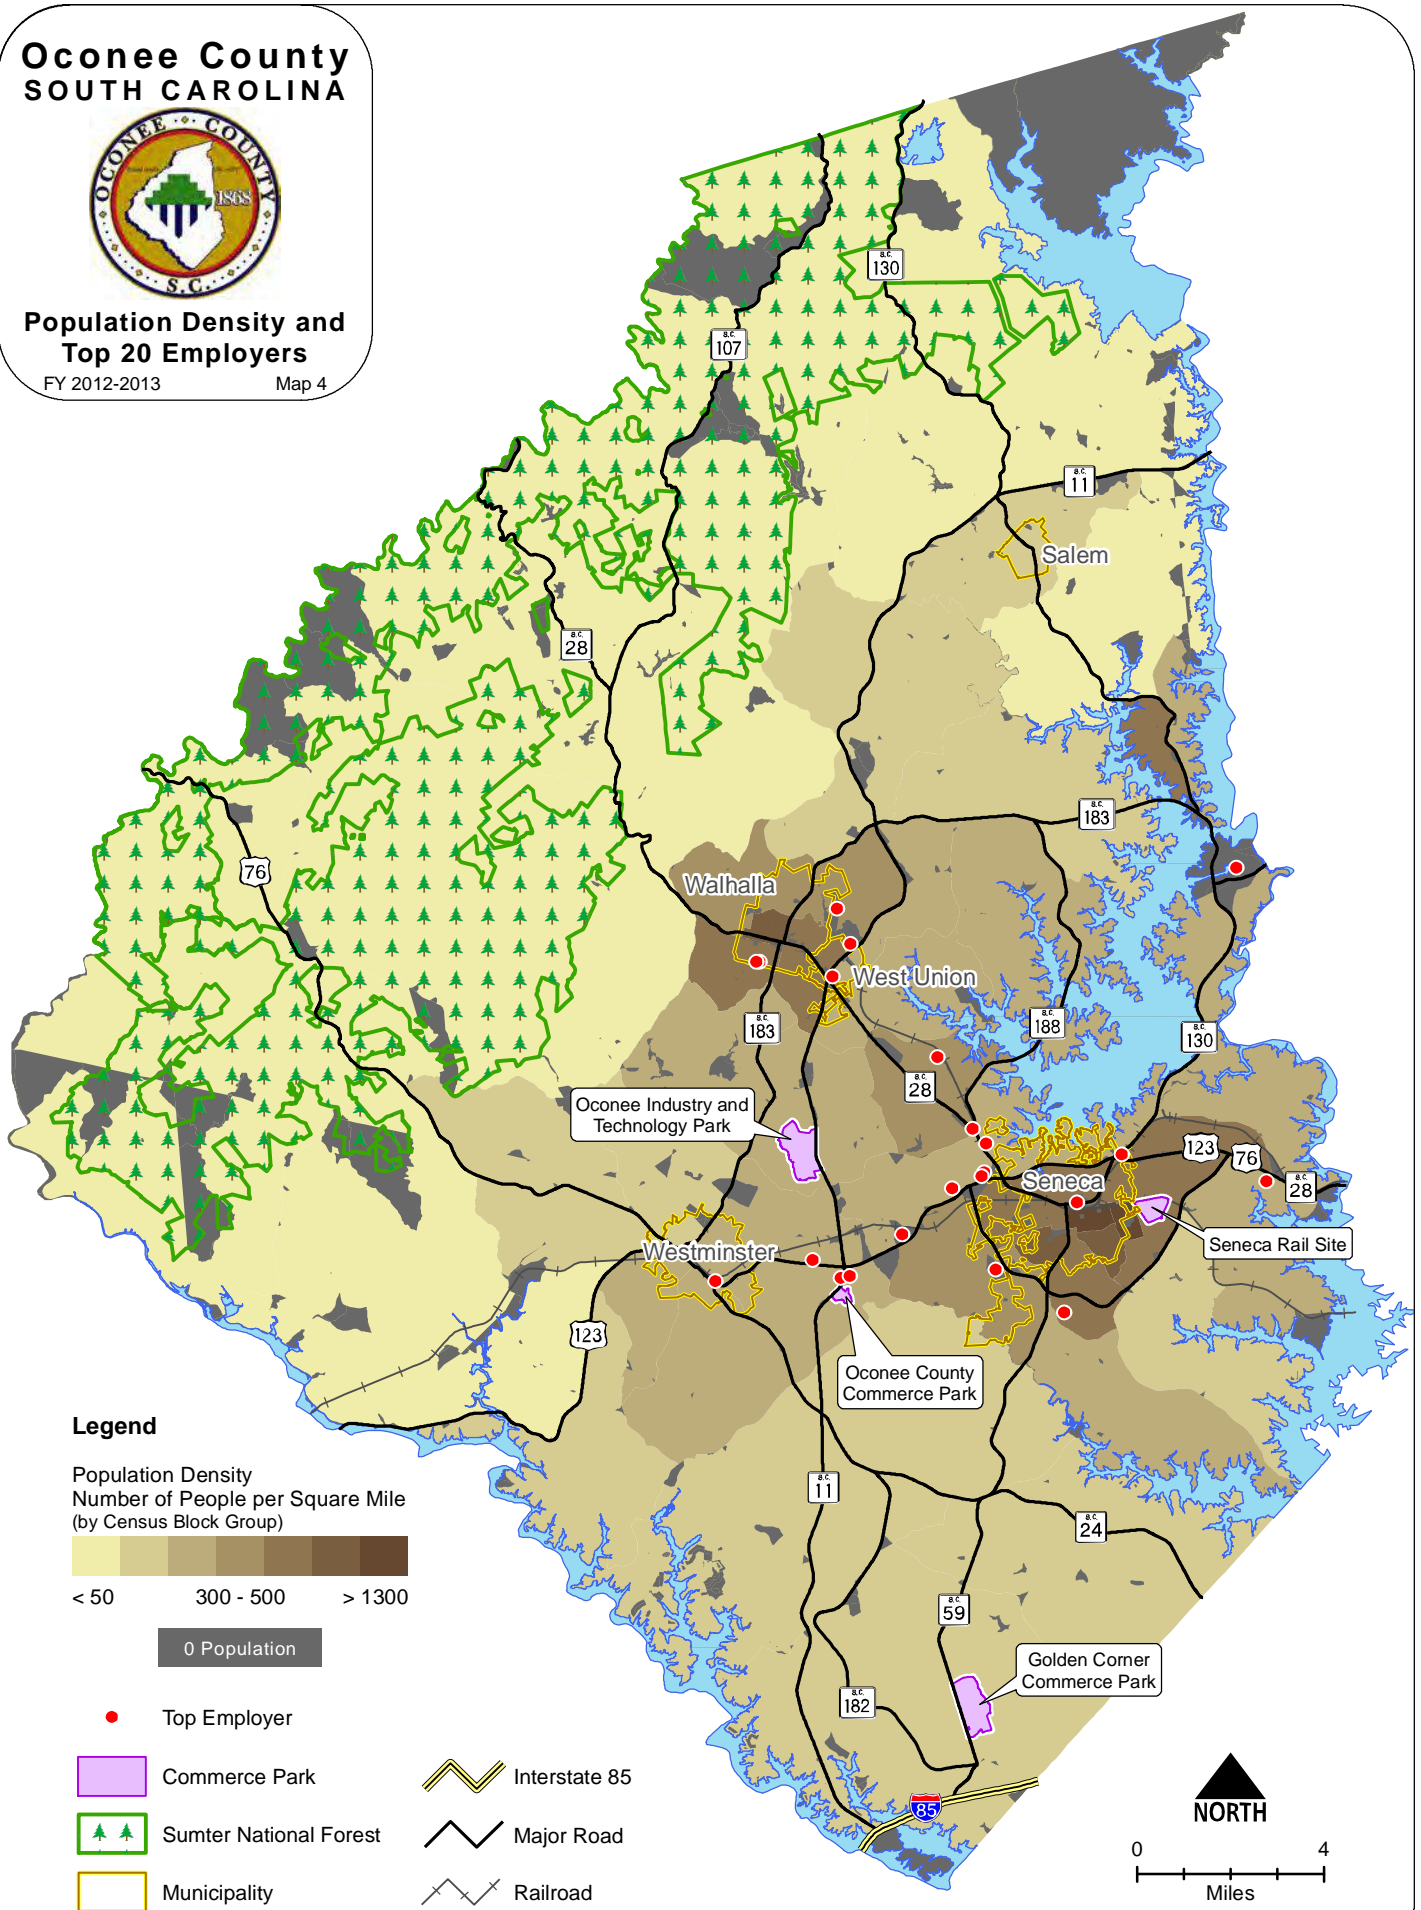 Oconee County
SOUTH CAROLINA
OCONEE COUNTY
1868
S.C.
Population Density and
Top 20 Employers
FY 2012-2013
Map 4
S.C.
130
S.C.
107
S.C.
11
Salem
S.C.
28
S.C.
183
76
Walhalla
West Union
S.C.
183
S.C.
188
S.C.
130
S.C.
28
Oconee Industry and
Technology Park
123
76
S.C.
28
Seneca
Seneca Rail Site
Westminster
123
Oconee County
Commerce Park
S.C.
11
S.C.
24
S.C.
59
Golden Corner
Commerce Park
S.C.
182
85
Legend
Population Density
Number of People per Square Mile
(by Census Block Group)
< 50
300 - 500
> 1300
0 Population
Top Employer
Commerce Park
Interstate 85
Sumter National Forest
Major Road
Municipality
Railroad
NORTH
0
4
Miles